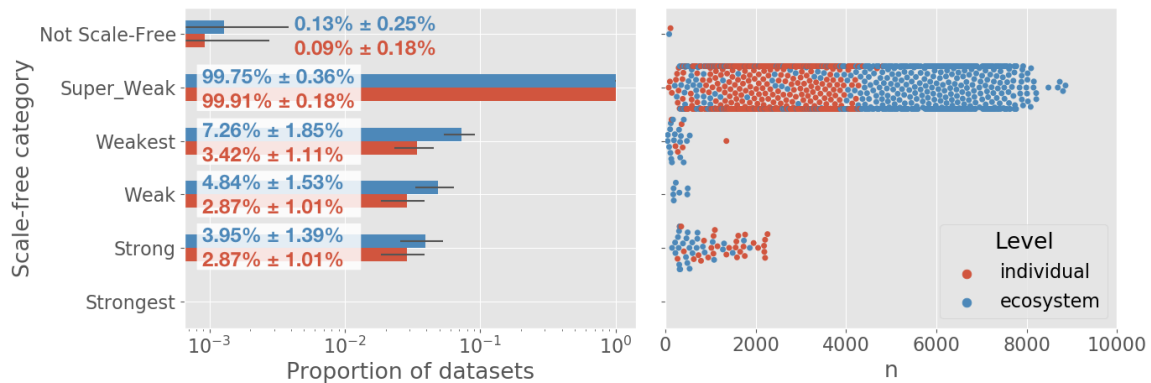 Scale-free category
Not Scale-Free
0.13% ± 0.25%
0.09% ± 0.18%
Super_Weak
99.75% ± 0.36%
99.91% ± 0.18%
Weakest
7.26% ± 1.85%
3.42% ± 1.11%
Weak
4.84% ± 1.53%
2.87% ± 1.01%
Strong
3.95% ± 1.39%
2.87% ± 1.01%
Strongest
10⁻³ 10⁻² 10⁻¹ 10⁰
Proportion of datasets
Level
individual
ecosystem
0 2000 4000 6000 8000 10000
n